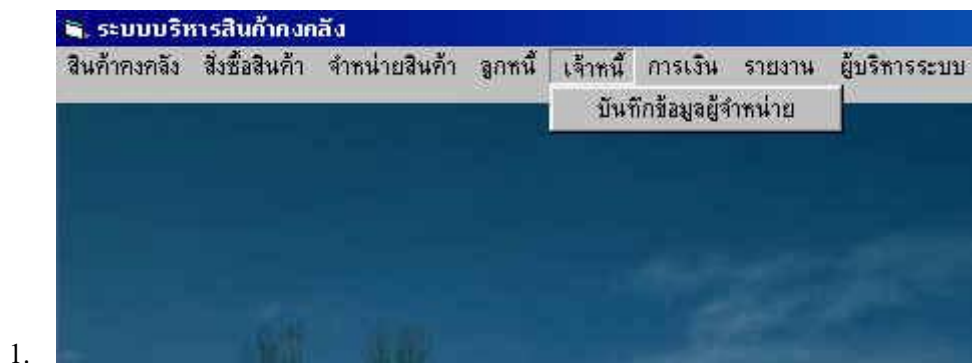 ระบบบริหารสินค้าคงคลัง
สินค้าคงคลัง สั่งซื้อสินค้า จำหน่ายสินค้า ลูกหนี้ เจ้าหนี้ การเงิน รายงาน ผู้บริหารระบบ
บันทึกข้อมูลผู้จำหน่าย
1.